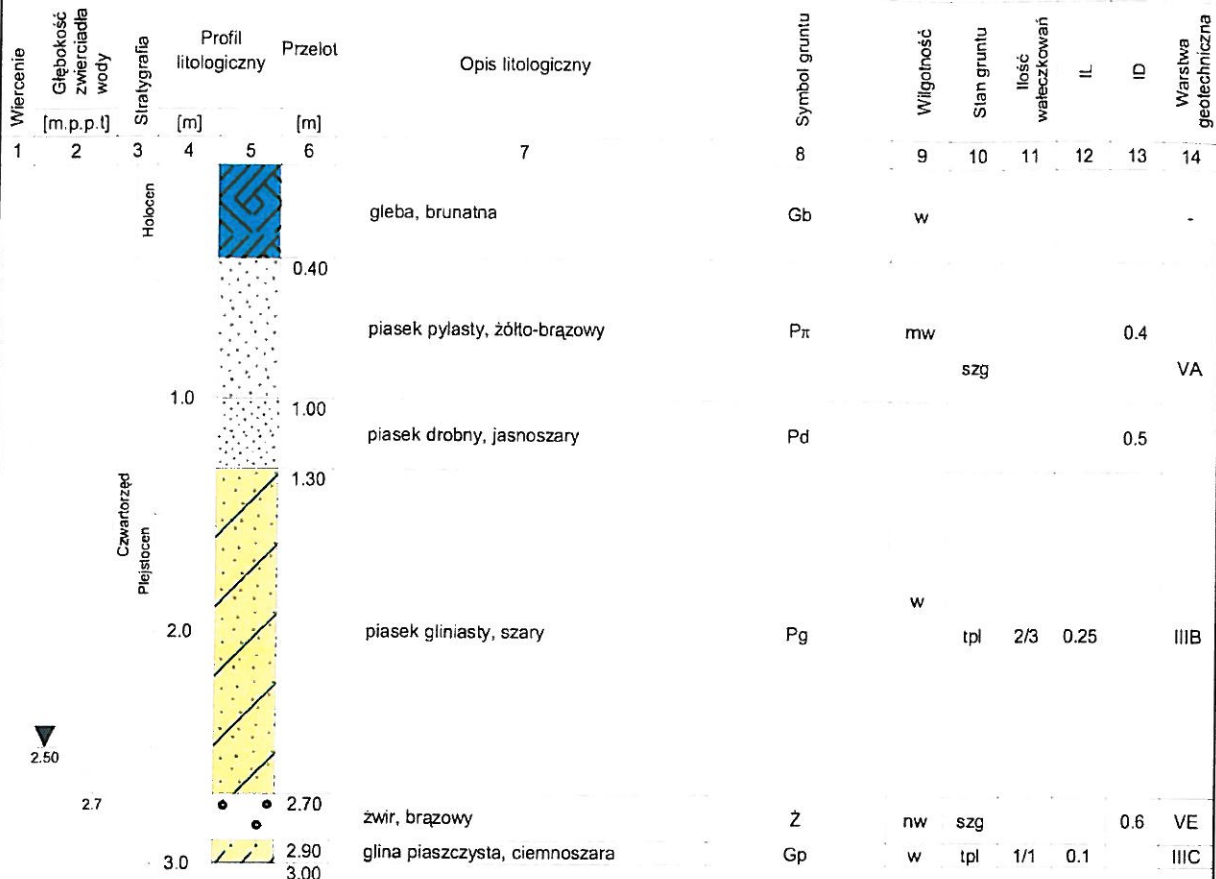 Wiercenie
Głębokość zwierciadła wody
[m.p.p.t]
Stratygrafia
Profil litologiczny
[m]
Przelot
[m]
Opis litologiczny
Symbol gruntu
Wilgotność
Stan gruntu
Ilość wałeczkowań
IL
ID
Warstwa geotechniczna
1 2 3 4 5 6 7 8 9 10 11 12 13 14
Holocen
gleba, brunatna Gb w -
0.40
piasek pylasty, żółto-brązowy Pπ mw 0.4
szg VA
1.0 1.00
piasek drobny, jasnoszary Pd 0.5
1.30
Czwartorzęd
Plejstocen
w
2.0 piasek gliniasty, szary Pg tpl 2/3 0.25 IIIB
2.50
2.7 2.70
żwir, brązowy Ż nw szg 0.6 VE
2.90
glina piaszczysta, ciemnoszara Gp w tpl 1/1 0.1 IIIC
3.0 3.00